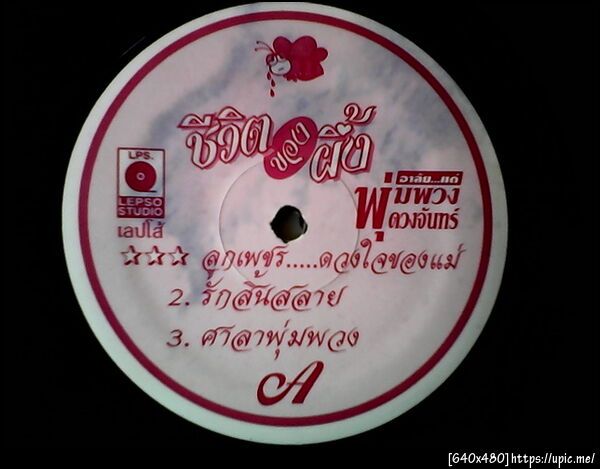 ชีวิต
ของ
ผึ้ง
LPS.
LEPSO
STUDIO
เลปโส้
อาลัย...แด่
พุ่มพวง
ดวงจันทร์
☆☆☆ ลูกเพชร.....ดวงใจของแม่
2. รักสิ้นสลาย
3. ศาลาพุ่มพวง
A
[640x480]https://upic.me/